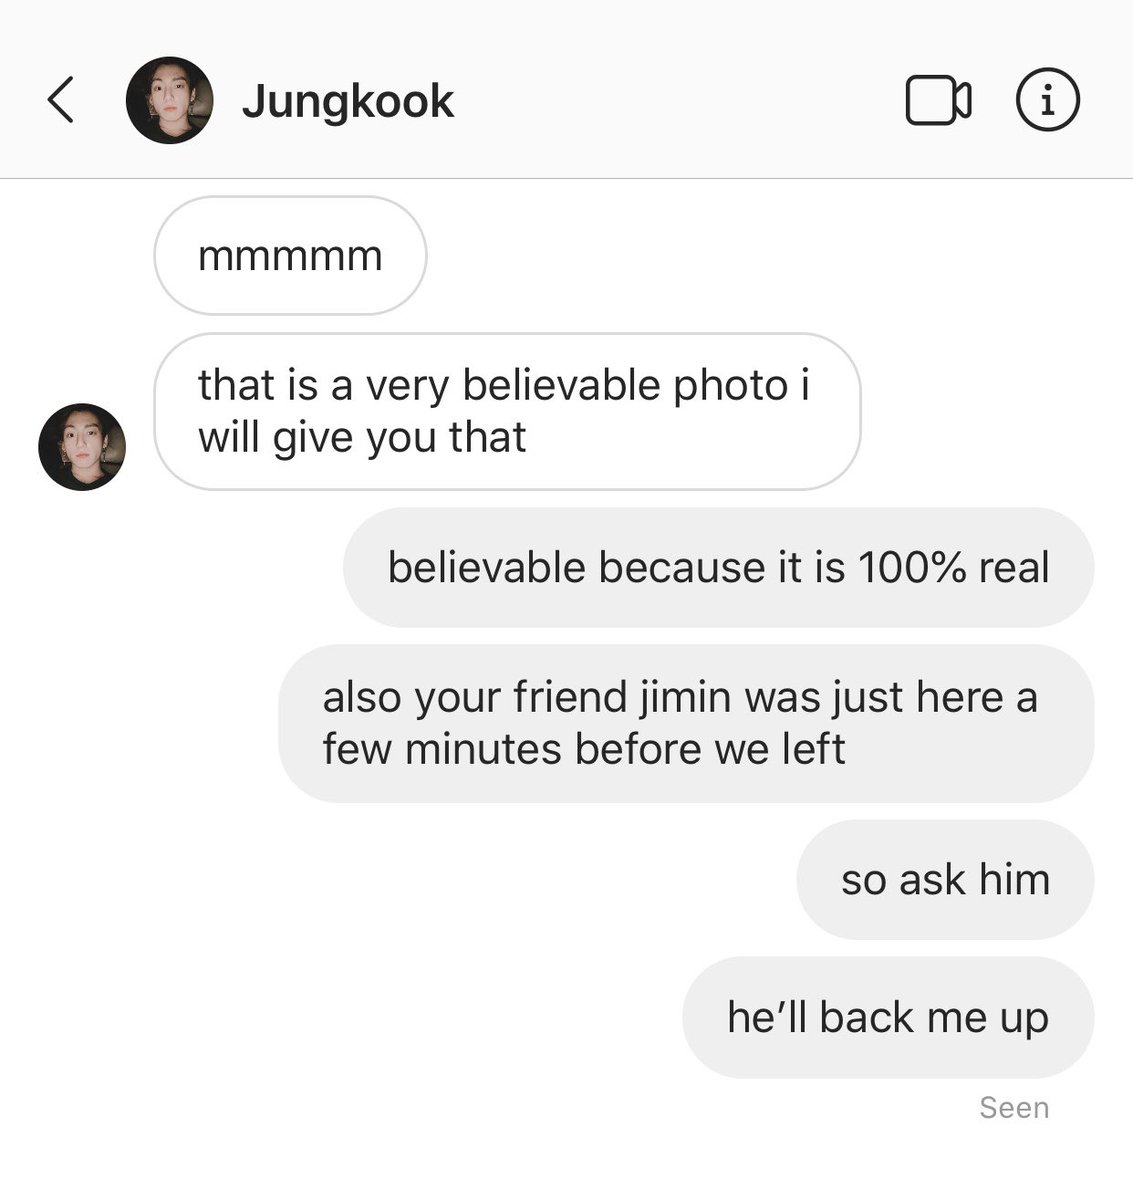 Jungkook
mmmmm
that is a very believable photo i
will give you that
believable because it is 100% real
also your friend jimin was just here a
few minutes before we left
so ask him
he’ll back me up
Seen